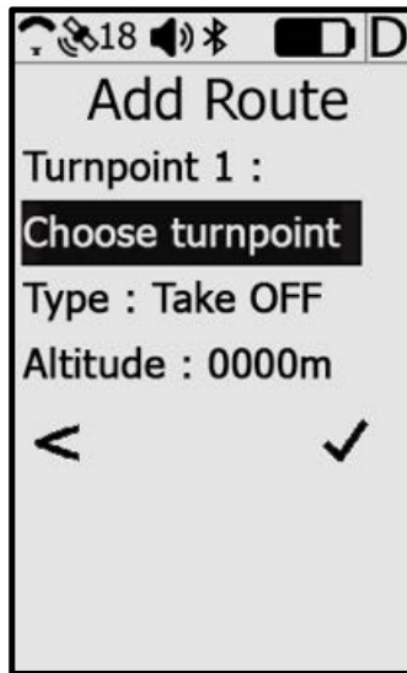 18 D
Add Route
Turnpoint 1 :
Choose turnpoint
Type : Take OFF
Altitude : 0000m
<